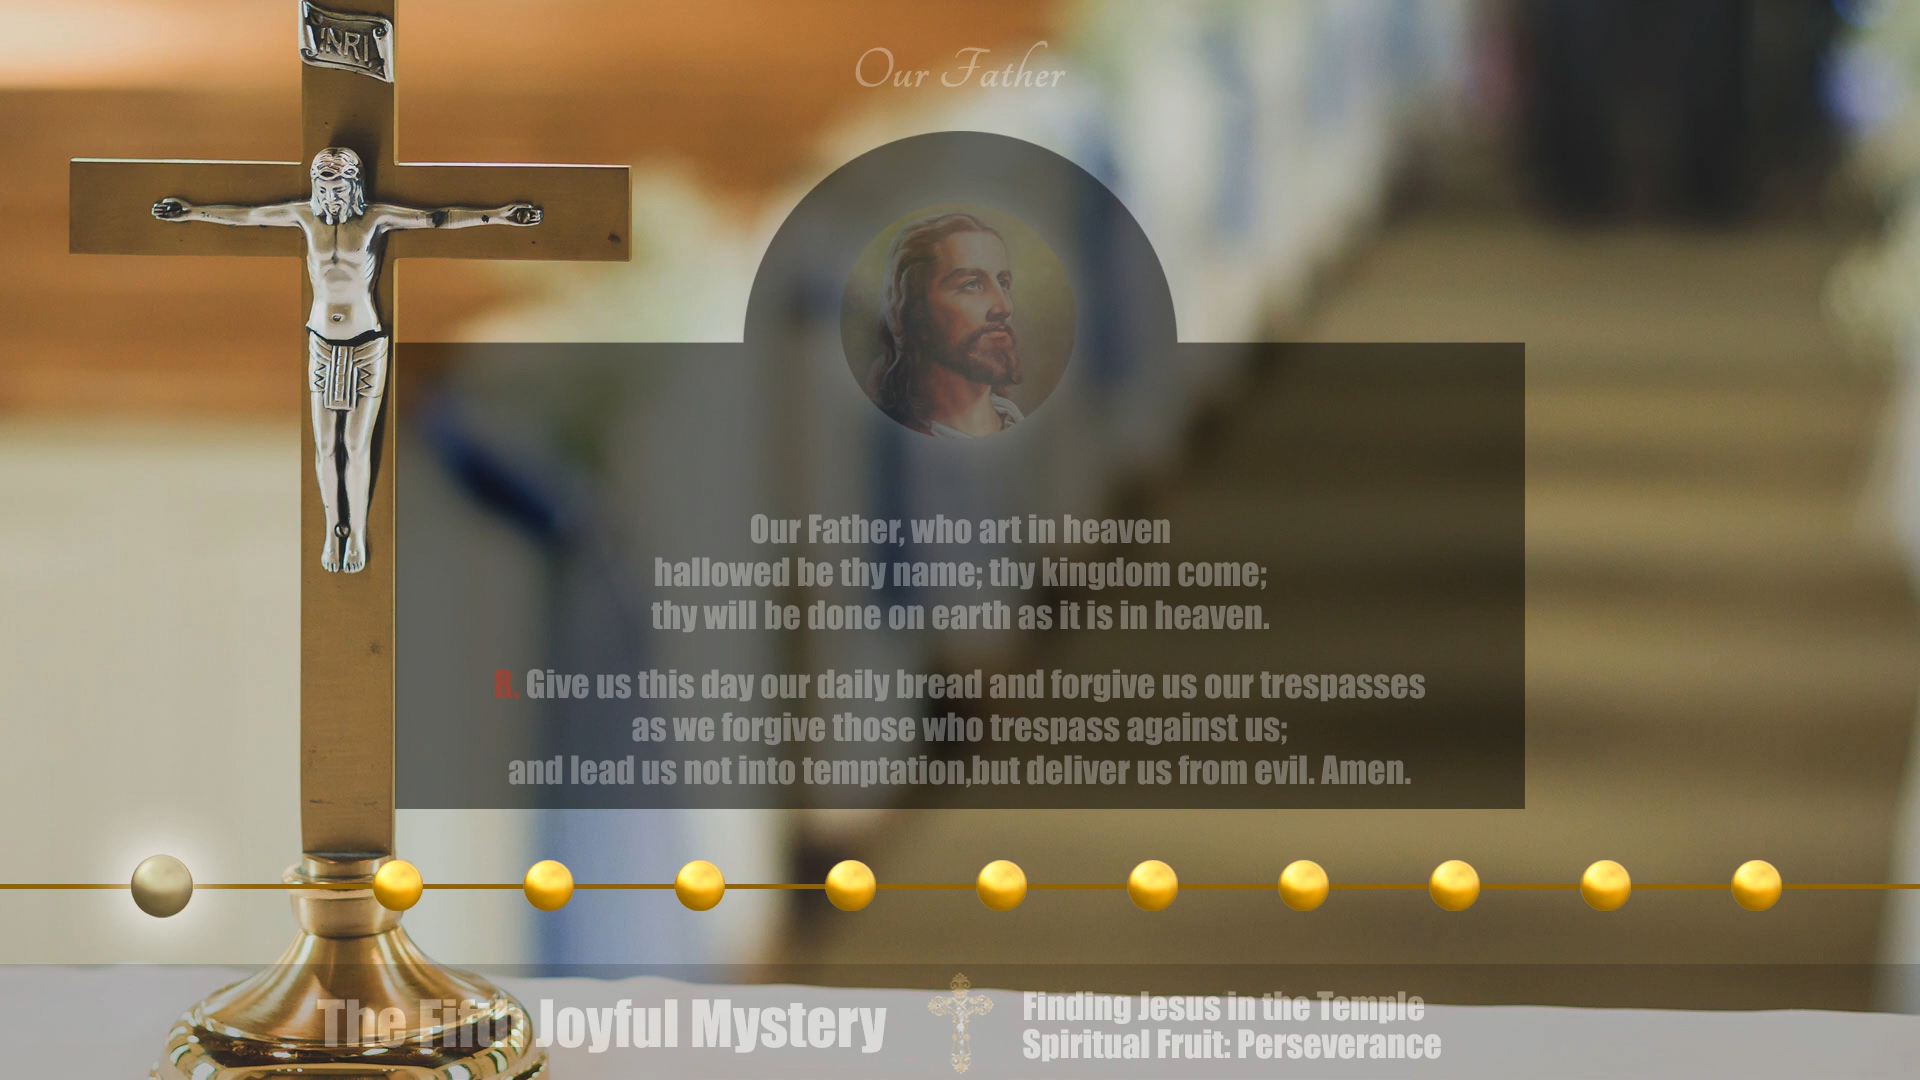 INRI
Our Father
Our Father, who art in heaven
hallowed be thy name; thy kingdom come;
thy will be done on earth as it is in heaven.
R. Give us this day our daily bread and forgive us our trespasses
as we forgive those who trespass against us;
and lead us not into temptation,but deliver us from evil. Amen.
The Fifth Joyful Mystery
Finding Jesus in the Temple
Spiritual Fruit: Perseverance